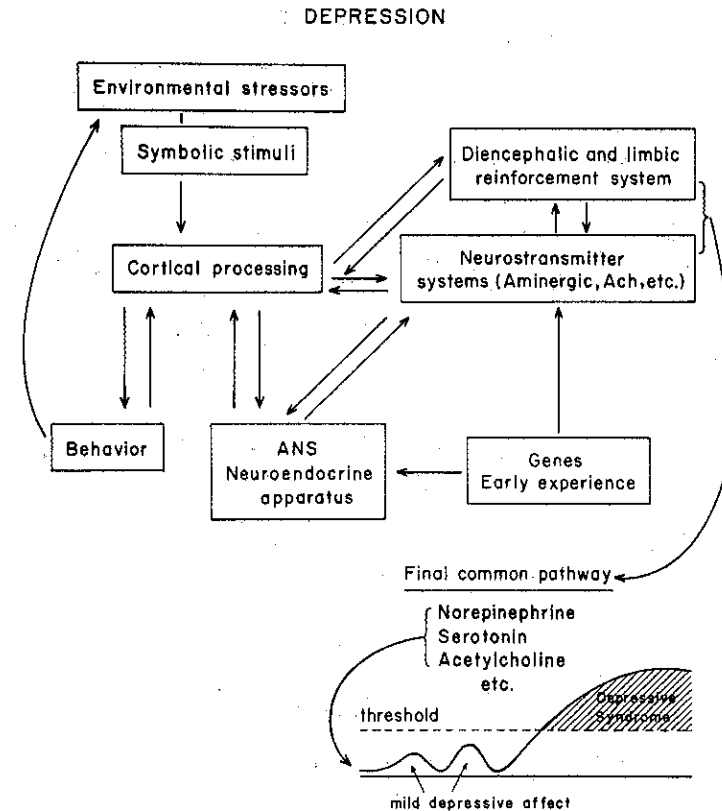 DEPRESSION
Environmental stressors
Symbolic stimuli
Diencephalic and limbic
reinforcement system
Cortical processing
Neurostransmitter
systems (Aminergic, Ach, etc.)
Behavior
ANS
Neuroendocrine
apparatus
Genes
Early experience
Final common pathway
Norepinephrine
Serotonin
Acetylcholine
etc.
Depressive
Syndrome
threshold
mild depressive affect